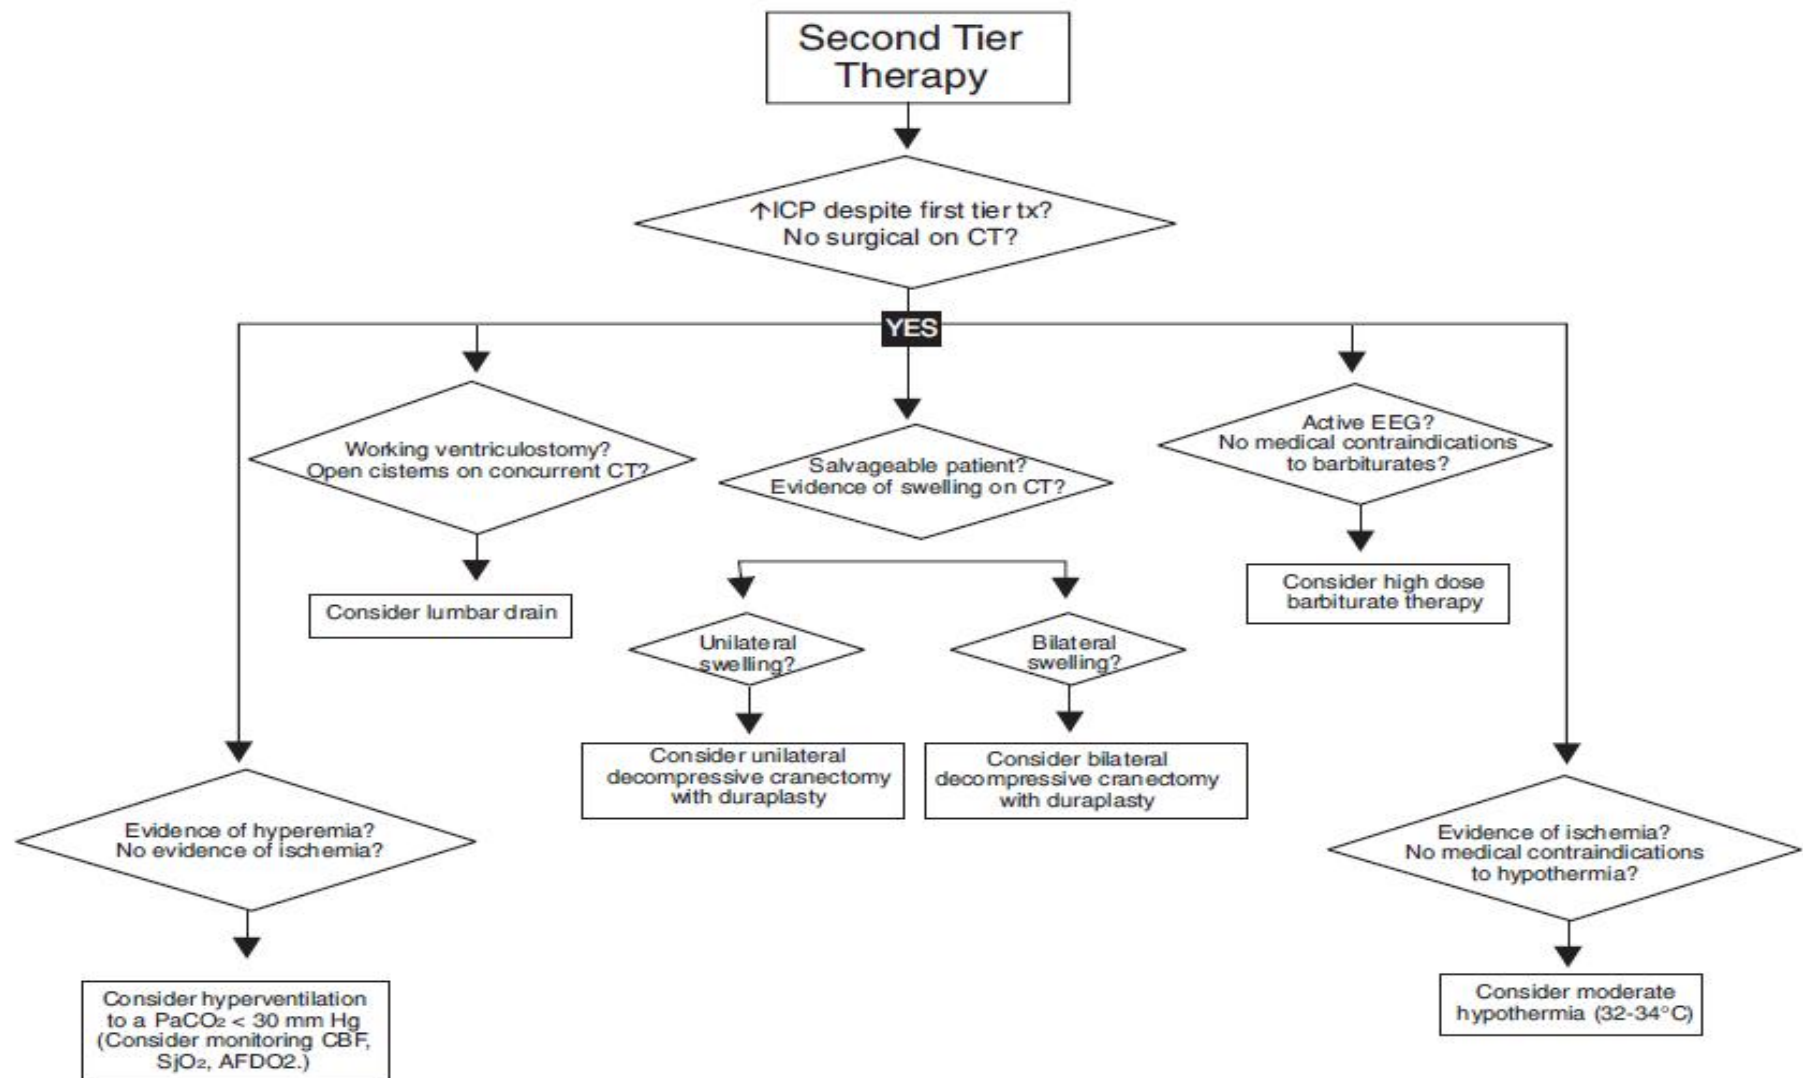 Second Tier
Therapy
↑ICP despite first tier tx?
No surgical on CT?
YES
Working ventriculostomy?
Open cisterns on concurrent CT?
Consider lumbar drain
Salvageable patient?
Evidence of swelling on CT?
Unilateral
swelling?
Consider unilateral
decompressive cranectomy
with duraplasty
Bilateral
swelling?
Consider bilateral
decompressive cranectomy
with duraplasty
Active EEG?
No medical contraindications
to barbiturates?
Consider high dose
barbiturate therapy
Evidence of hyperemia?
No evidence of ischemia?
Consider hyperventilation
to a PaCO₂ < 30 mm Hg
(Consider monitoring CBF,
SjO₂, AFDO2.)
Evidence of ischemia?
No medical contraindications
to hypothermia?
Consider moderate
hypothermia (32-34°C)